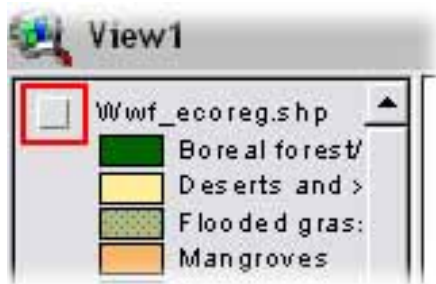 View1
Wwf_ecoreg.shp
Boreal forest/
Deserts and x
Flooded gras:
Mangroves